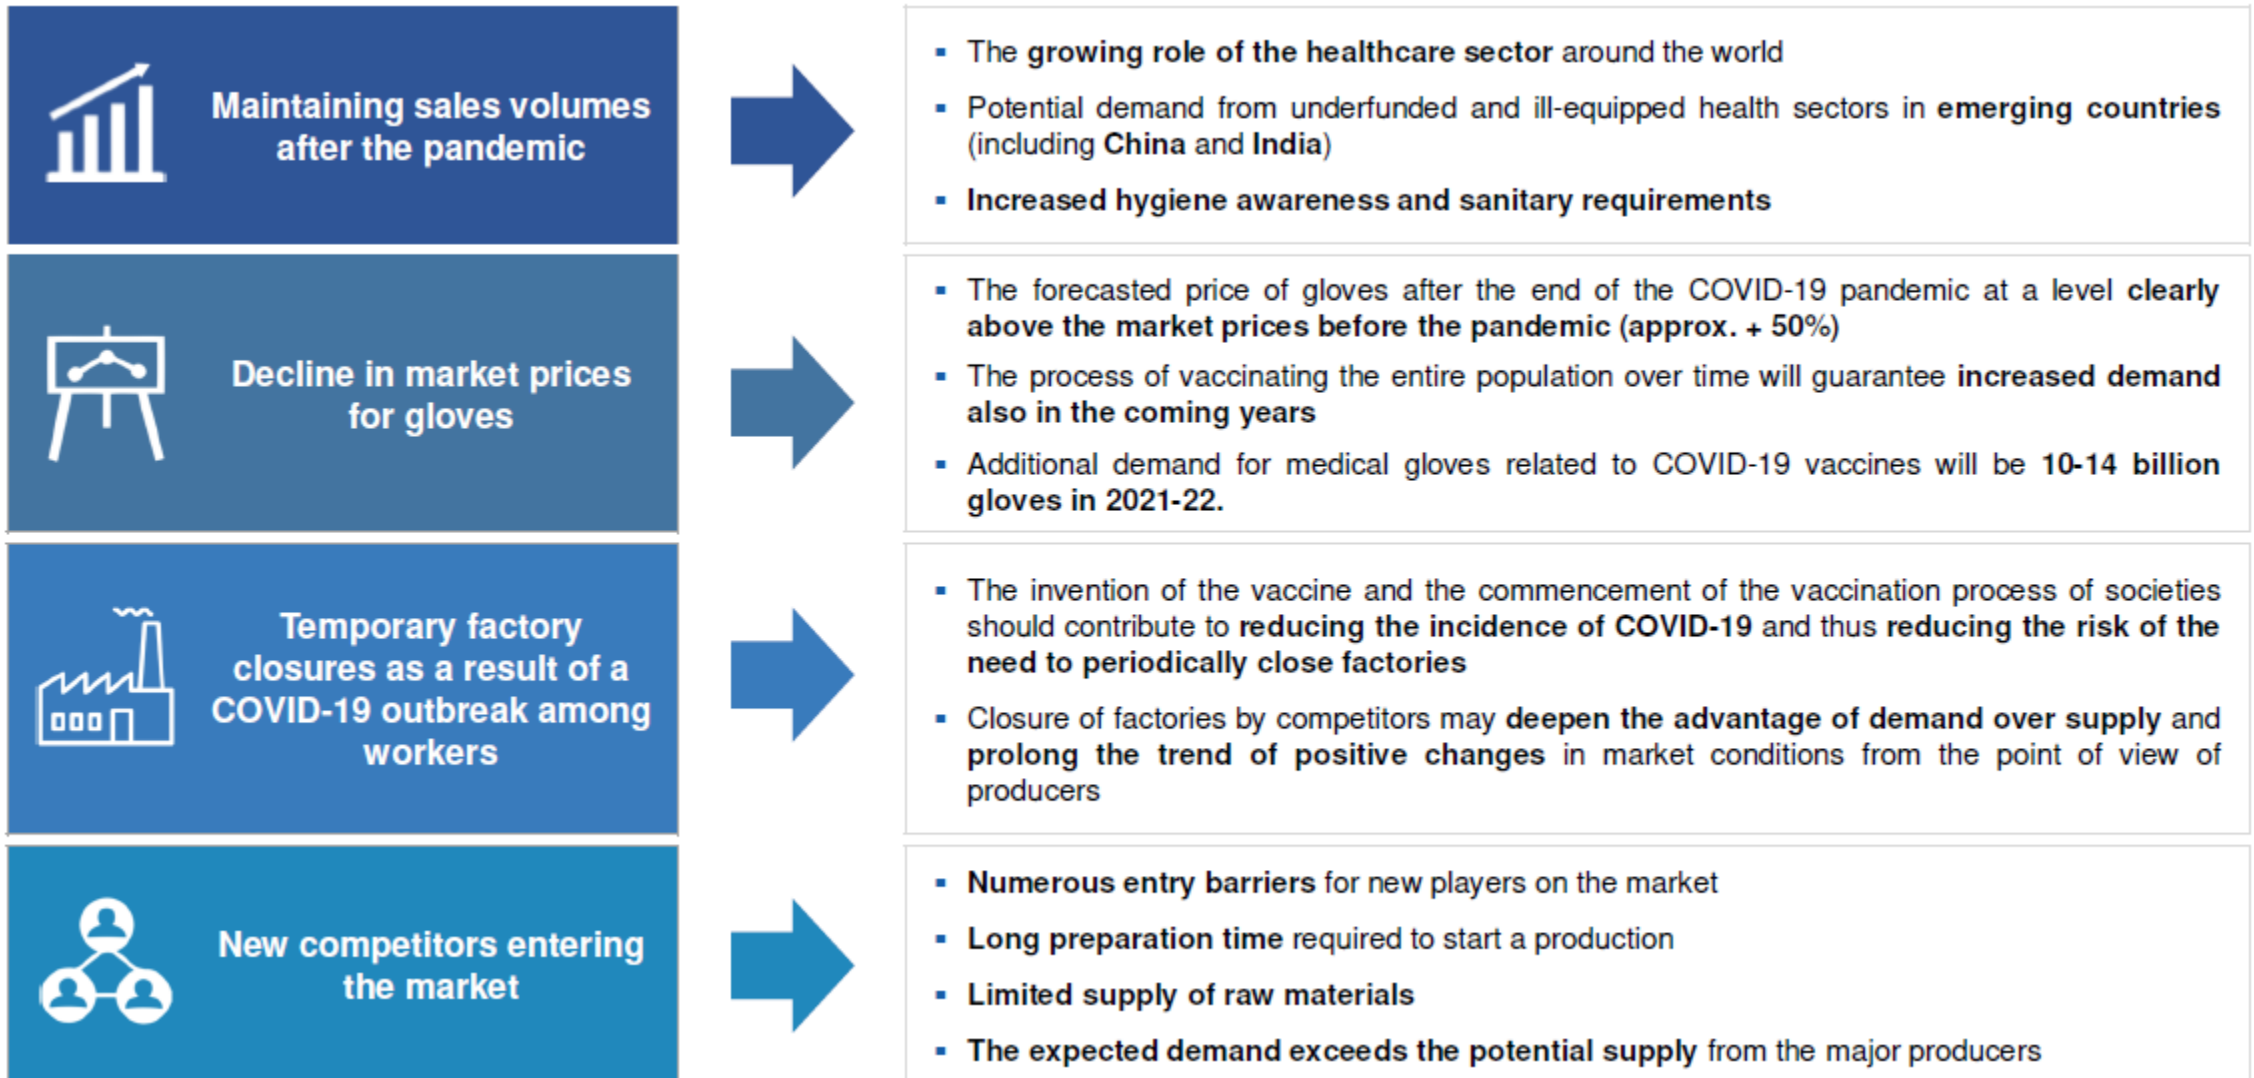 Maintaining sales volumes
after the pandemic
▪ The growing role of the healthcare sector around the world
▪ Potential demand from underfunded and ill-equipped health sectors in emerging countries
(including China and India)
▪ Increased hygiene awareness and sanitary requirements
Decline in market prices
for gloves
▪ The forecasted price of gloves after the end of the COVID-19 pandemic at a level clearly
above the market prices before the pandemic (approx. + 50%)
▪ The process of vaccinating the entire population over time will guarantee increased demand
also in the coming years
▪ Additional demand for medical gloves related to COVID-19 vaccines will be 10-14 billion
gloves in 2021-22.
Temporary factory
closures as a result of a
COVID-19 outbreak among
workers
▪ The invention of the vaccine and the commencement of the vaccination process of societies
should contribute to reducing the incidence of COVID-19 and thus reducing the risk of the
need to periodically close factories
▪ Closure of factories by competitors may deepen the advantage of demand over supply and
prolong the trend of positive changes in market conditions from the point of view of
producers
New competitors entering
the market
▪ Numerous entry barriers for new players on the market
▪ Long preparation time required to start a production
▪ Limited supply of raw materials
▪ The expected demand exceeds the potential supply from the major producers